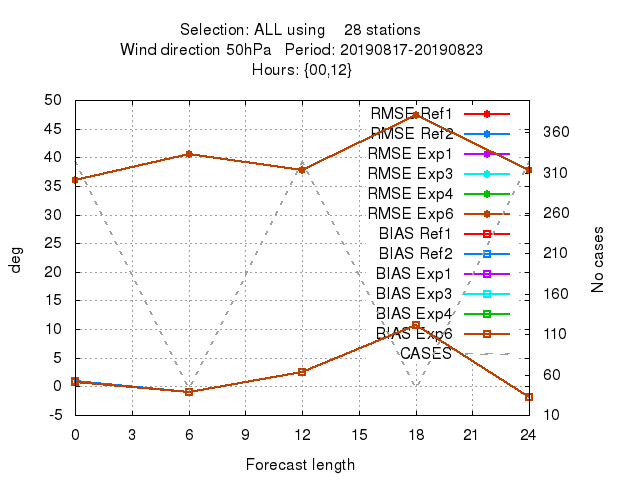 Selection: ALL using 28 stations
Wind direction 50hPa Period: 20190817-20190823
Hours: {00,12}
50
45
40
35
30
25
20
15
10
5
0
-5
deg
RMSE Ref1
RMSE Ref2
RMSE Exp1
RMSE Exp3
RMSE Exp4
RMSE Exp6
BIAS Ref1
BIAS Ref2
BIAS Exp1
BIAS Exp3
BIAS Exp4
BIAS Exp6
CASES
360
310
260
210
160
110
60
10
No cases
0 3 6 9 12 15 18 21 24
Forecast length